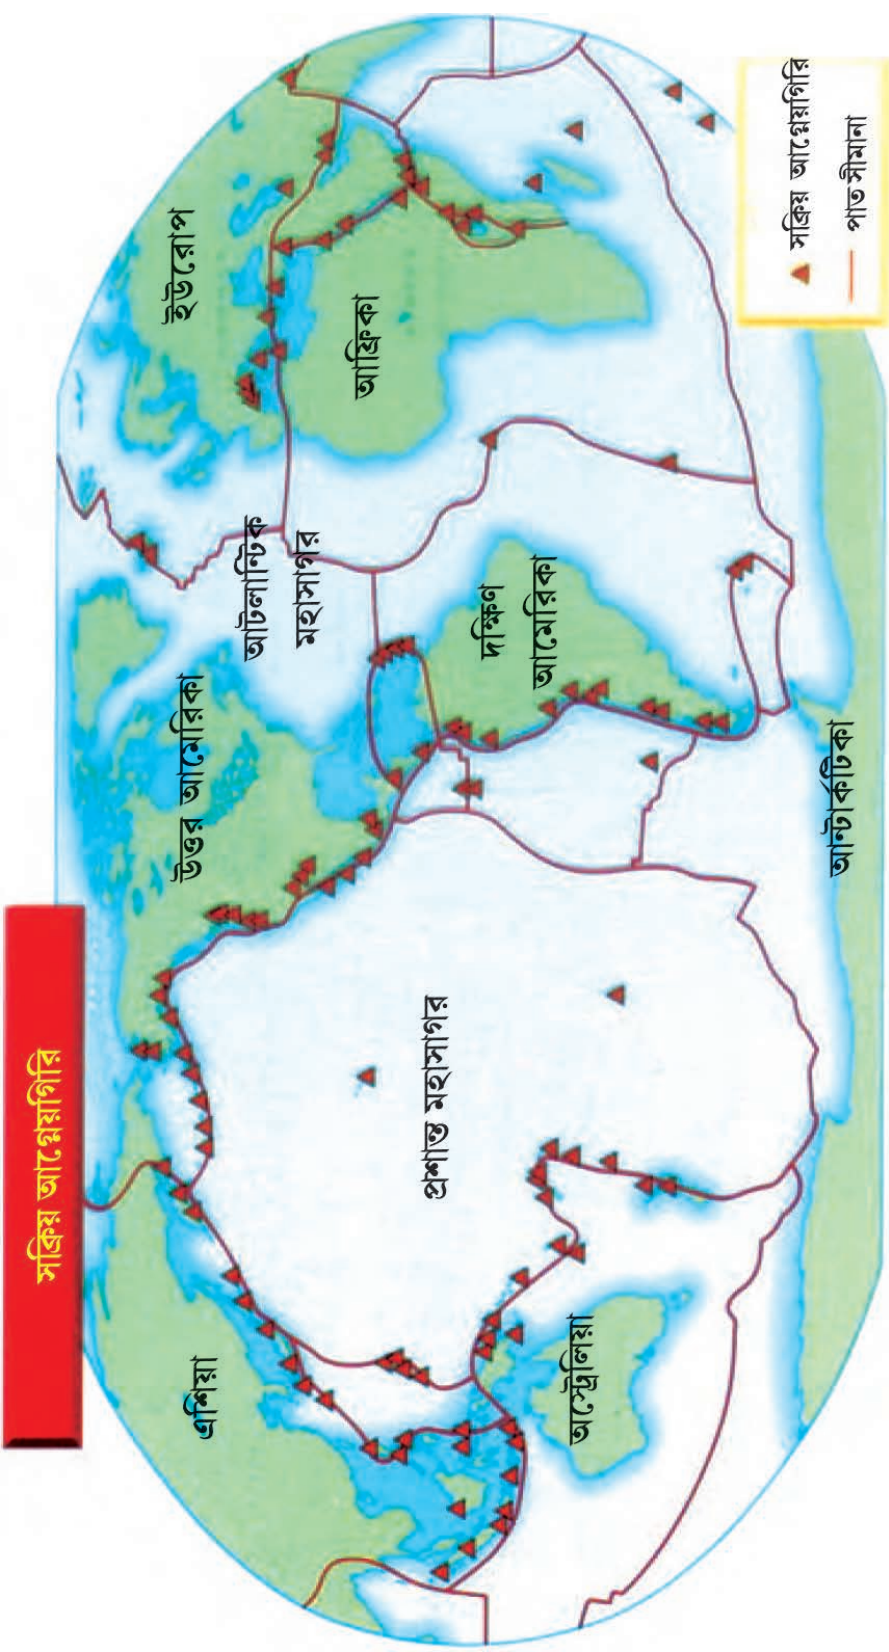 সক্রিয় আগ্নেয়গিরি
এশিয়া
উত্তর আমেরিকা
ইউরোপ
আটলান্টিক
মহাসাগর
আফ্রিকা
প্রশান্ত মহাসাগর
দক্ষিণ
আমেরিকা
অস্ট্রেলিয়া
আন্টার্কটিকা
সক্রিয় আগ্নেয়গিরি
পাত সীমানা